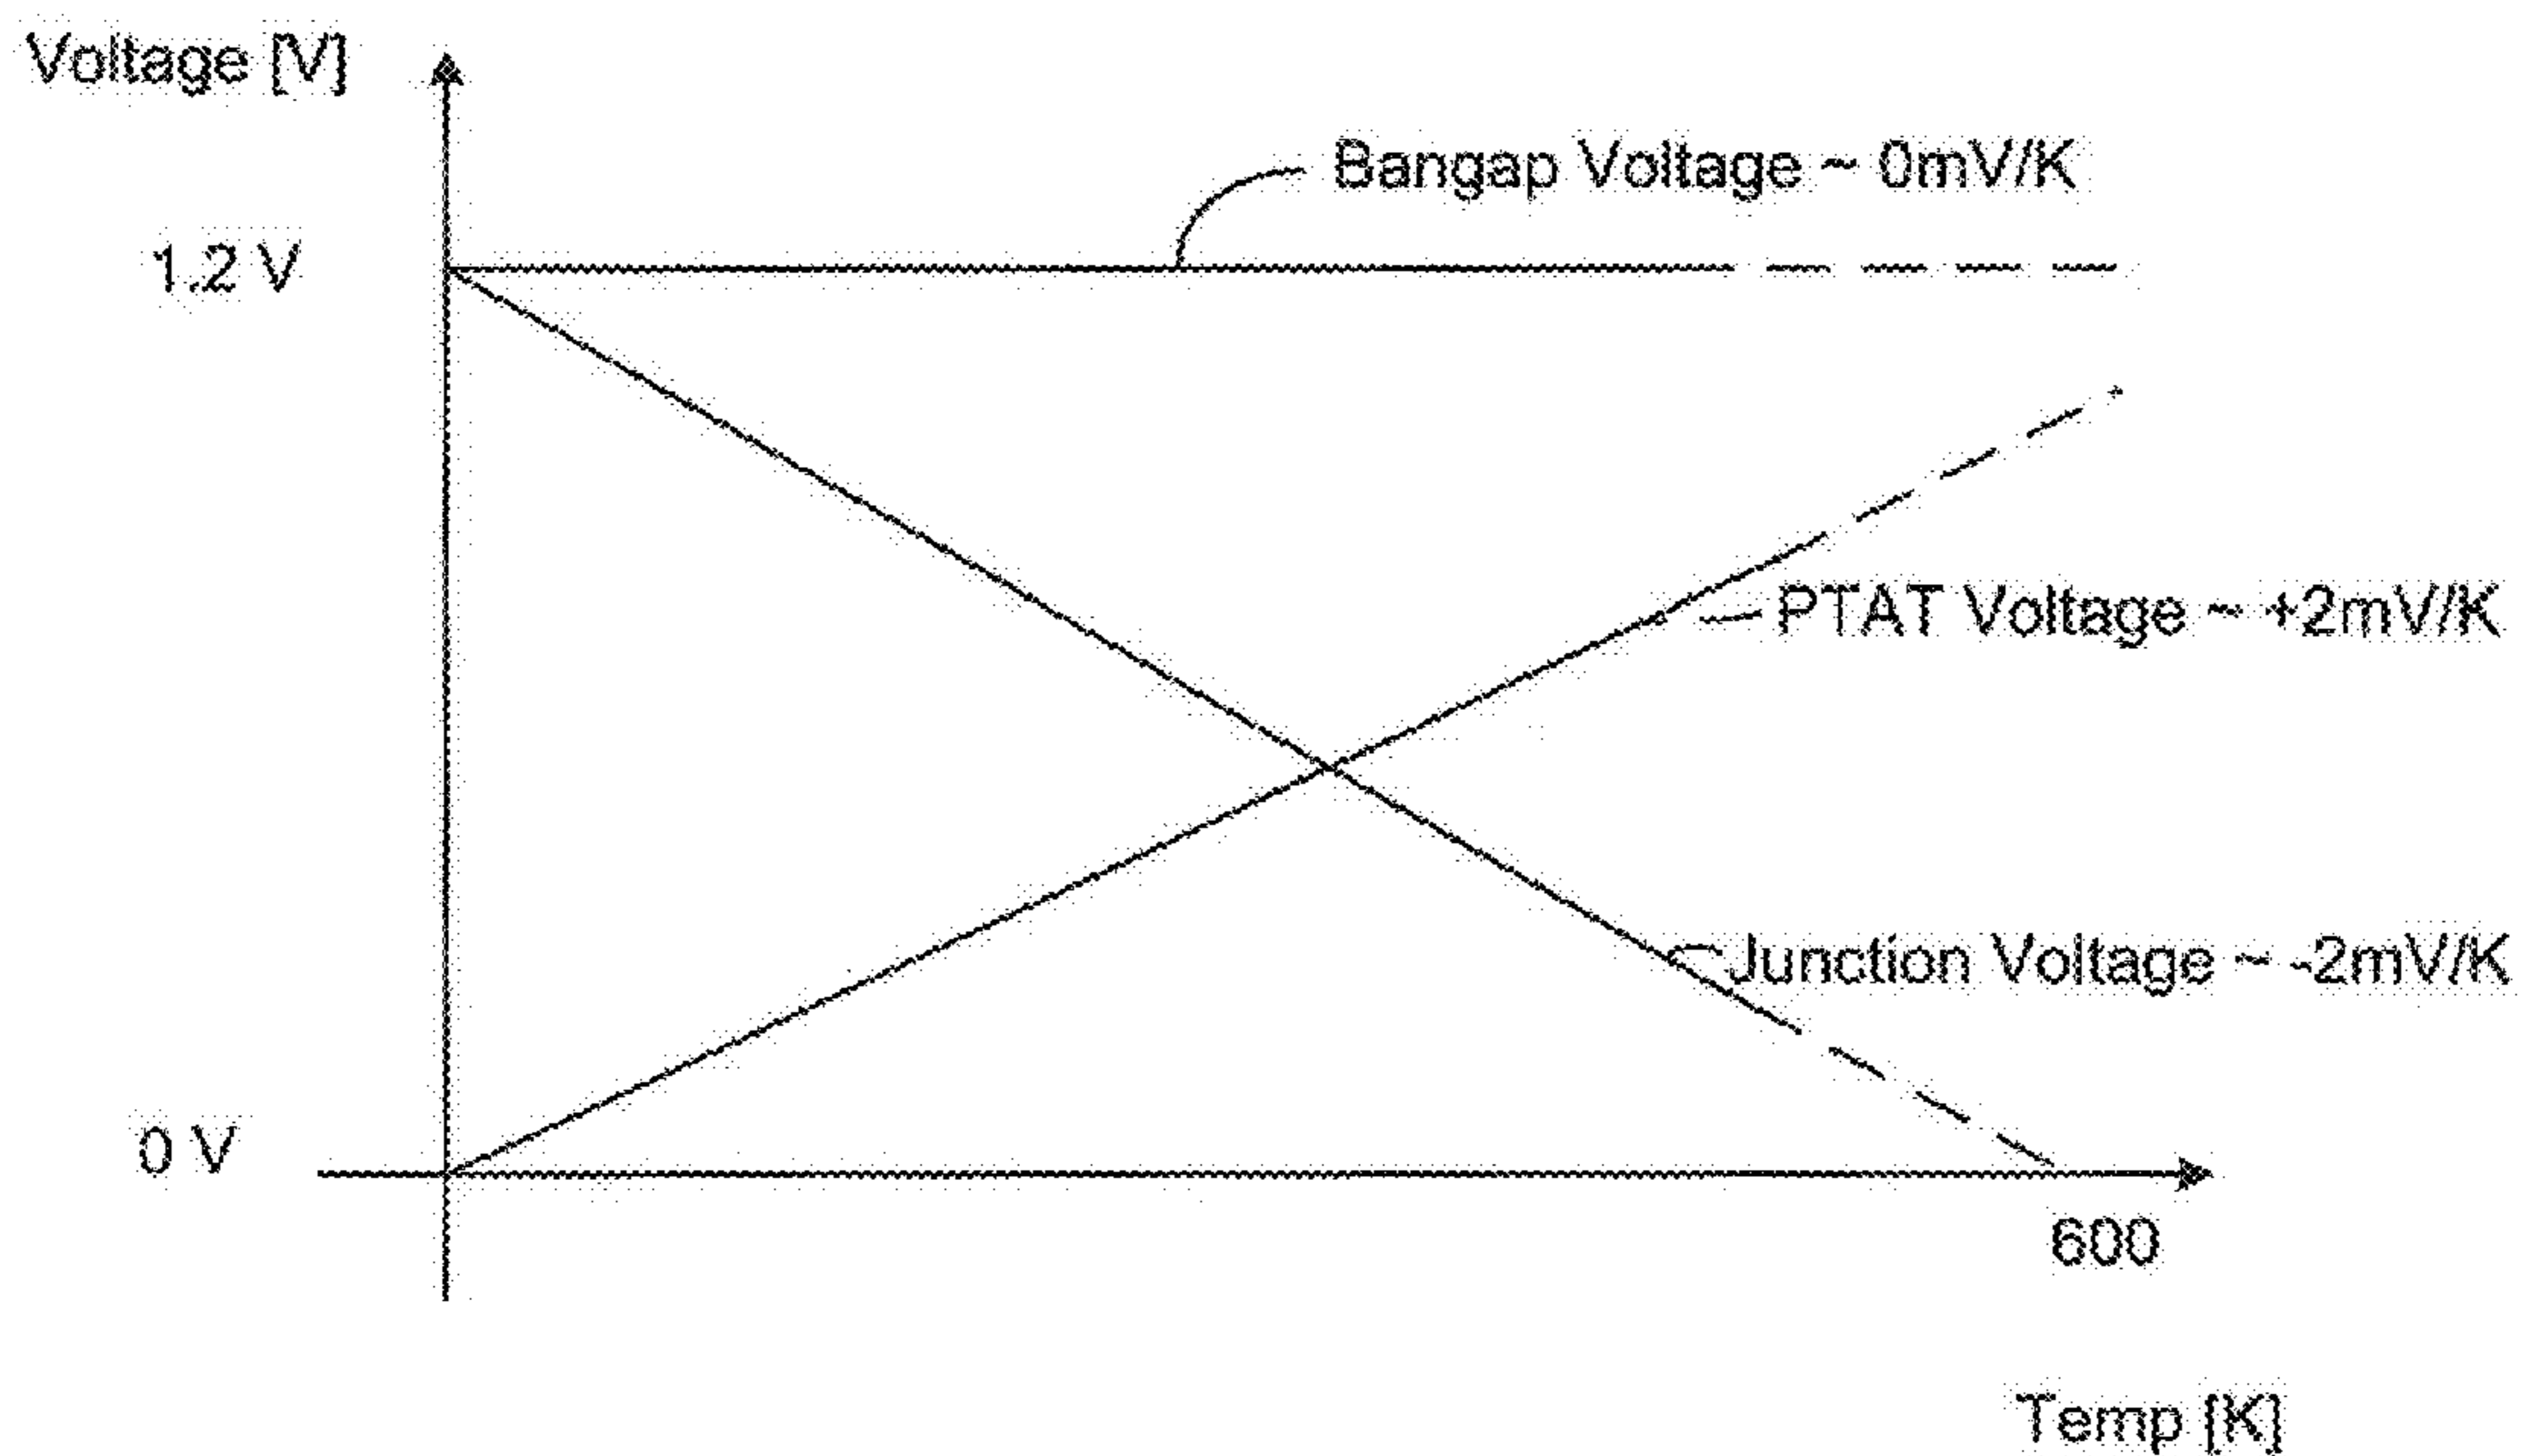 Voltage [V]
Bangap Voltage ~ 0mV/K
1.2 V
PTAT Voltage ~ +2mV/K
Junction Voltage ~ -2mV/K
0 V
600
Temp [K]